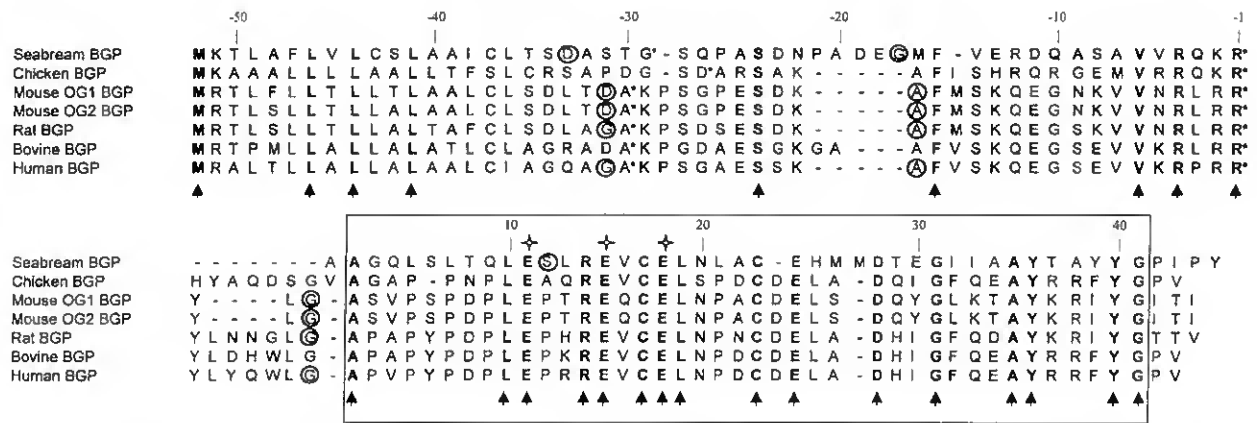 -50 -40 -30 -20 -10 -1
Seabream BGP M K T L A F L V L C S L A A I C L T S D A S T G * - S Q P A S D N P A D E G M F - V E R D Q A S A V V R Q K R *
Chicken BGP M K A A A L L L L A A L L T F S L C R S A P D G - S D * A R S A K - - - - - A F I S H R Q R G E M V R R Q K R *
Mouse OG1 BGP M R T L F L L T L L T L A A L C L S D L T D A * K P S G P E S D K - - - - - A F M S K Q E G N K V V N R L R R *
Mouse OG2 BGP M R T L S L L T L L A L A A L C L S D L T D A * K P S G P E S D K - - - - - A F M S K Q E G N K V V N R L R R *
Rat BGP M R T L S L L T L L A L T A F C L S D L A G A * K P S D S E S D K - - - - - A F M S K Q E G S K V V N R L R R *
Bovine BGP M R T P M L L A L L A L A T L C L A G R A D A * K P G D A E S G K G A - - - A F V S K Q E G S E V V K R L R R *
Human BGP M R A L T L L A L L A L A A L C I A G Q A G A * K P S G A E S S K - - - - - A F V S K Q E G S E V V K R P R R *
10 20 30 40
Seabream BGP - - - - - - A A G Q L S L T Q L E S L R E V C E L N L A C - E H M M D T E G I I A A Y T A Y Y G P I P Y
Chicken BGP H Y A Q D S G V A G A P - P N P L E A Q R E V C E L S P D C D E L A - D Q I G F Q E A Y R R F Y G P V
Mouse OG1 BGP Y - - - - L G - A S V P S P D P L E P T R E Q C E L N P A C D E L S - D Q Y G L K T A Y K R I Y G I T I
Mouse OG2 BGP Y - - - - L G - A S V P S P D P L E P T R E Q C E L N P A C D E L S - D Q Y G L K T A Y K R I Y G I T I
Rat BGP Y L N N G L G - A P A P Y P D P L E P H R E V C E L N P N C D E L A - D H I G F Q D A Y K R I Y G T T V
Bovine BGP Y L D H W L G - A P A P Y P D P L E P K R E V C E L N P D C D E L A - D H I G F Q E A Y R R F Y G P V
Human BGP Y L Y Q W L G - A P V P Y P D P L E P R R E V C E L N P D C D E L A - D H I G F Q E A Y R R F Y G P V